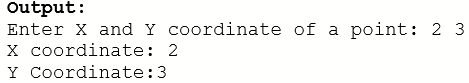 Output:
Enter X and Y coordinate of a point: 2 3
X coordinate: 2
Y Coordinate:3